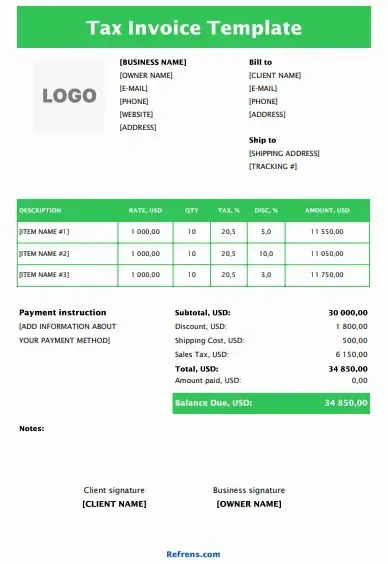 Tax Invoice Template
LOGO
[BUSINESS NAME]
[OWNER NAME]
[E-MAIL]
[PHONE]
[WEBSITE]
[ADDRESS]
Bill to
[CLIENT NAME]
[E-MAIL]
[PHONE]
[ADDRESS]
Ship to
[SHIPPING ADDRESS]
[TRACKING #]
DESCRIPTION RATE, USD QTY TAX, % DISC, % AMOUNT, USD
[ITEM NAME #1] 1 000,00 10 20,5 5,0 11 550,00
[ITEM NAME #2] 1 000,00 10 20,5 10,0 11 050,00
[ITEM NAME #3] 1 000,00 10 20,5 3,0 11 750,00
Payment instruction
[ADD INFORMATION ABOUT
YOUR PAYMENT METHOD]
Subtotal, USD: 30 000,00
Discount, USD: 1 800,00
Shipping Cost, USD: 500,00
Sales Tax, USD: 6 150,00
Total, USD: 34 850,00
Amount paid, USD: 0,00
Balance Due, USD: 34 850,00
Notes:
Client signature
[CLIENT NAME]
Business signature
[OWNER NAME]
Refrens.com